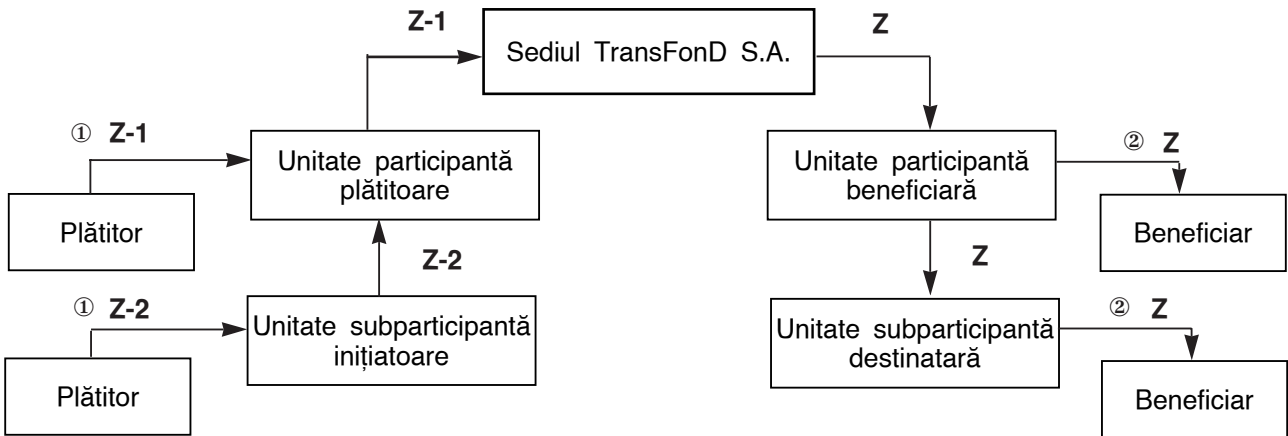 Z-1
Sediul TransFonD S.A.
Z
① Z-1
Unitate participantă
plătitoare
Unitate participantă
beneficiară
② Z
Plătitor
Beneficiar
Z-2
Z
① Z-2
Unitate subparticipantă
inițiatoare
Unitate subparticipantă
destinatară
② Z
Plătitor
Beneficiar